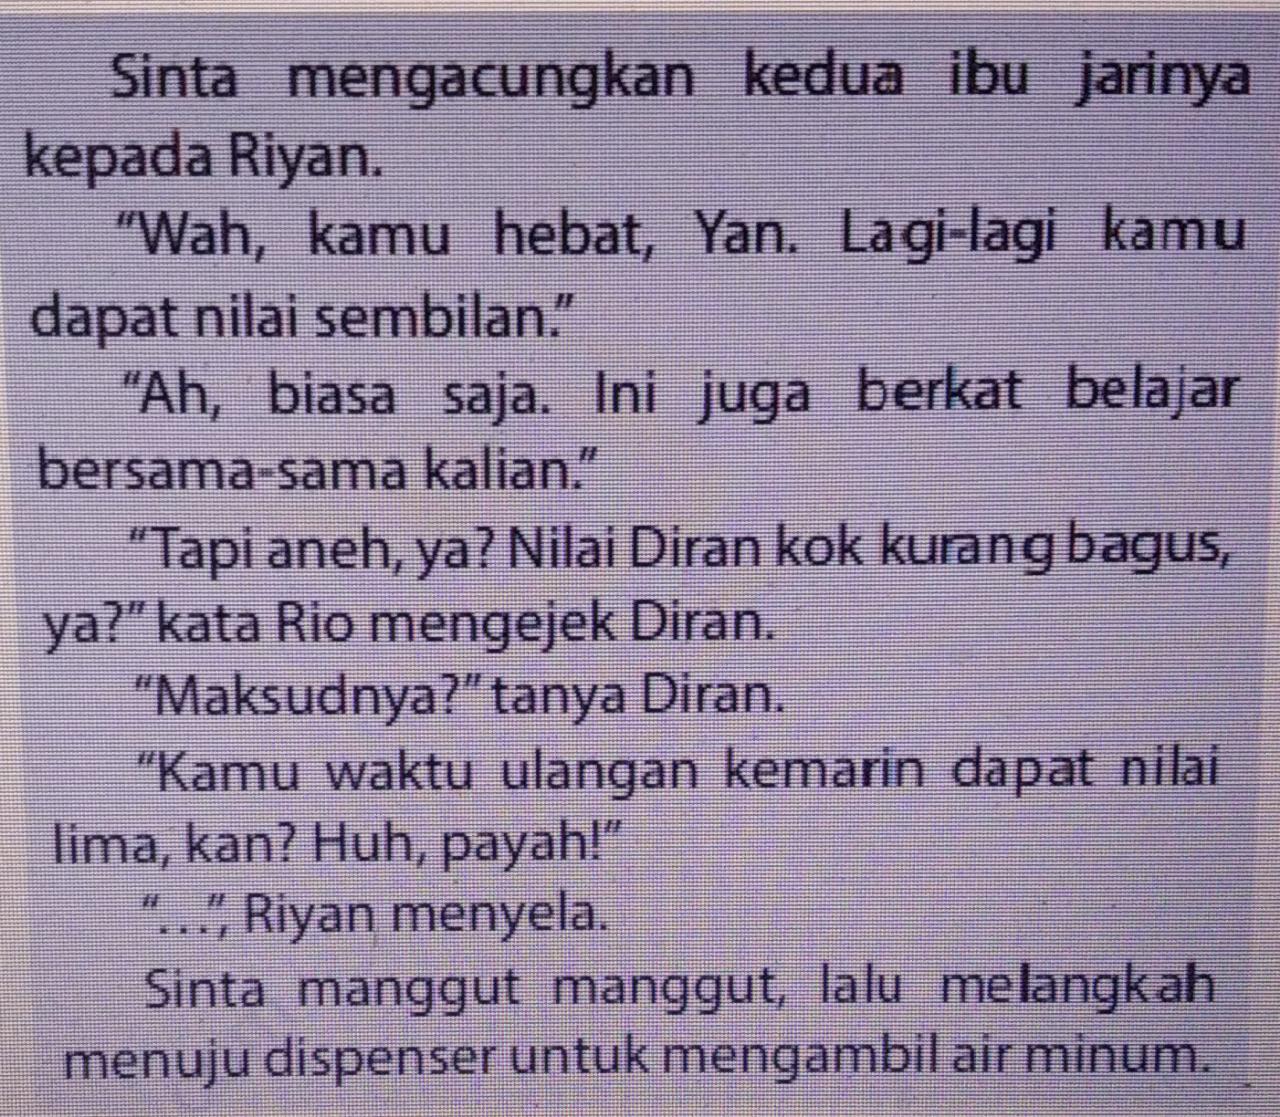 Sinta mengacungkan kedua ibu jarinya
kepada Riyan.
"Wah, kamu hebat, Yan. Lagi-lagi kamu
dapat nilai sembilan."
"Ah, biasa saja. Ini juga berkat belajar
bersama-sama kalian."
"Tapi aneh, ya? Nilai Diran kok kurang bagus,
ya?" kata Rio mengejek Diran.
"Maksudnya?" tanya Diran.
"Kamu waktu ulangan kemarin dapat nilai
lima, kan? Huh, payah!"
"...", Riyan menyela.
Sinta manggut manggut, lalu melangkah
menuju dispenser untuk mengambil air minum.